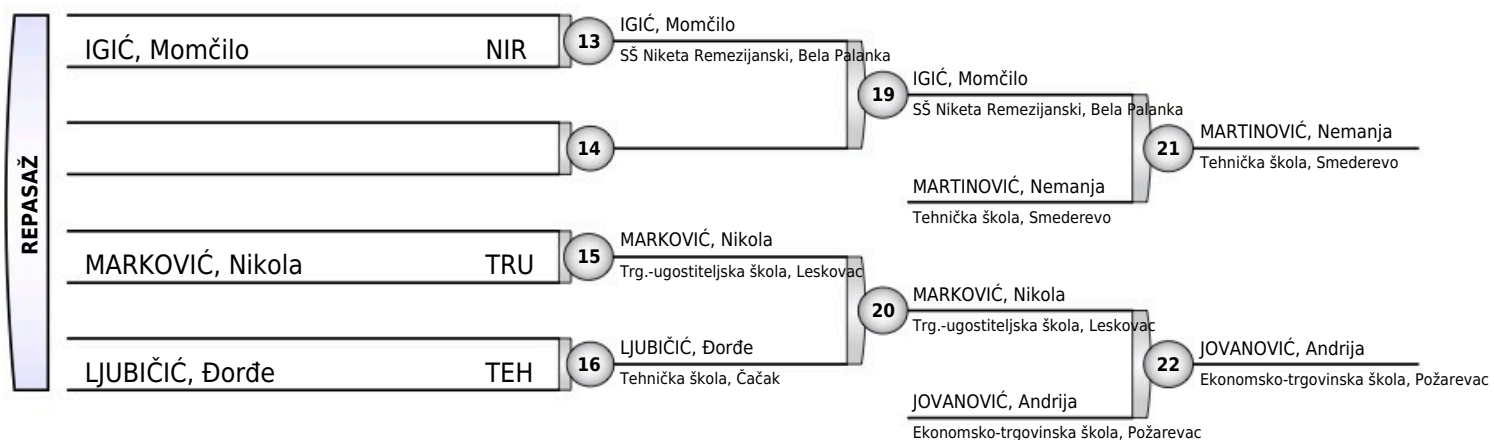 REPASAŽ
IGIĆ, Momčilo NIR
13
IGIĆ, Momčilo
SŠ Niketa Remezijanski, Bela Palanka
14
19
IGIĆ, Momčilo
SŠ Niketa Remezijanski, Bela Palanka
MARTINOVIĆ, Nemanja
Tehnička škola, Smederevo
21
MARTINOVIĆ, Nemanja
Tehnička škola, Smederevo
MARKOVIĆ, Nikola TRU
15
MARKOVIĆ, Nikola
Trg.-ugostiteljska škola, Leskovac
LJUBIČIĆ, Đorđe TEH
16
LJUBIČIĆ, Đorđe
Tehnička škola, Čačak
20
MARKOVIĆ, Nikola
Trg.-ugostiteljska škola, Leskovac
JOVANOVIĆ, Andrija
Ekonomsko-trgovinska škola, Požarevac
22
JOVANOVIĆ, Andrija
Ekonomsko-trgovinska škola, Požarevac